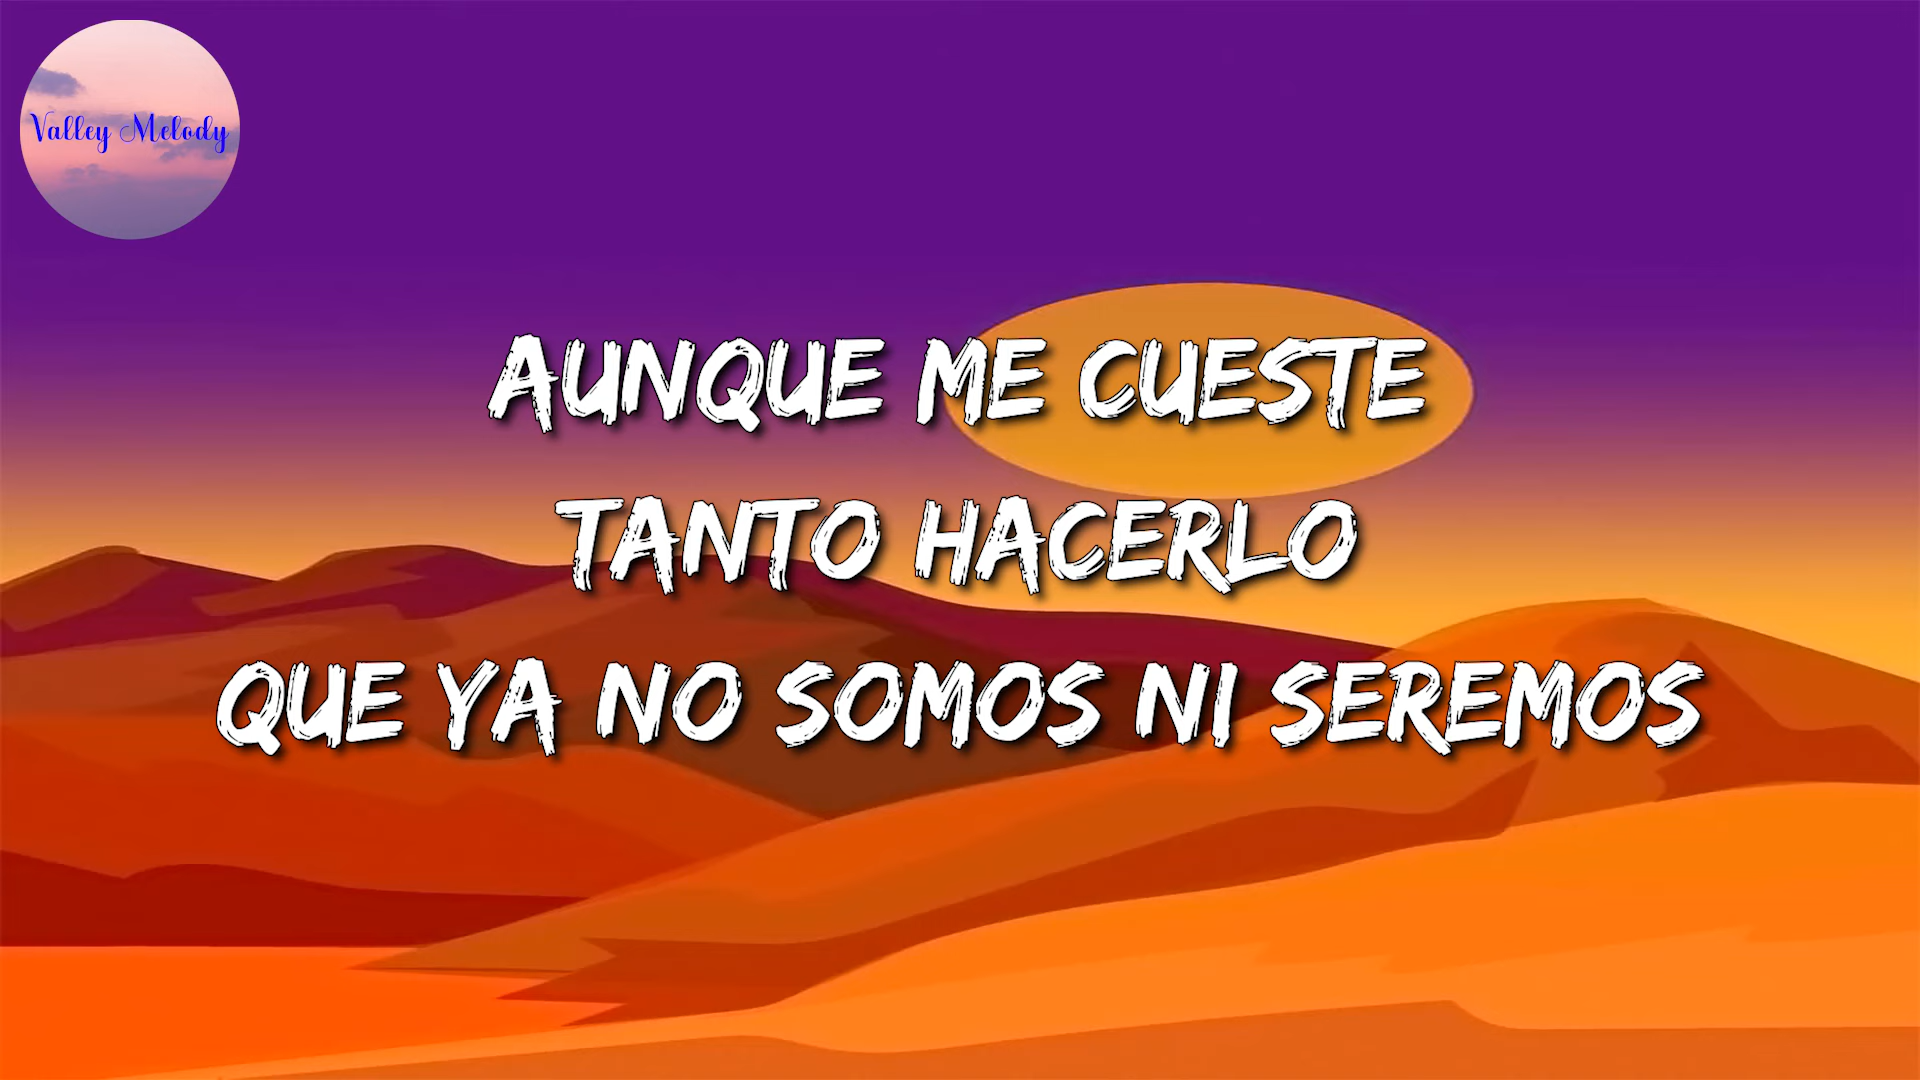 Valley Melody
AUNQUE ME CUESTE
TANTO HACERLO
QUE YA NO SOMOS NI SEREMOS